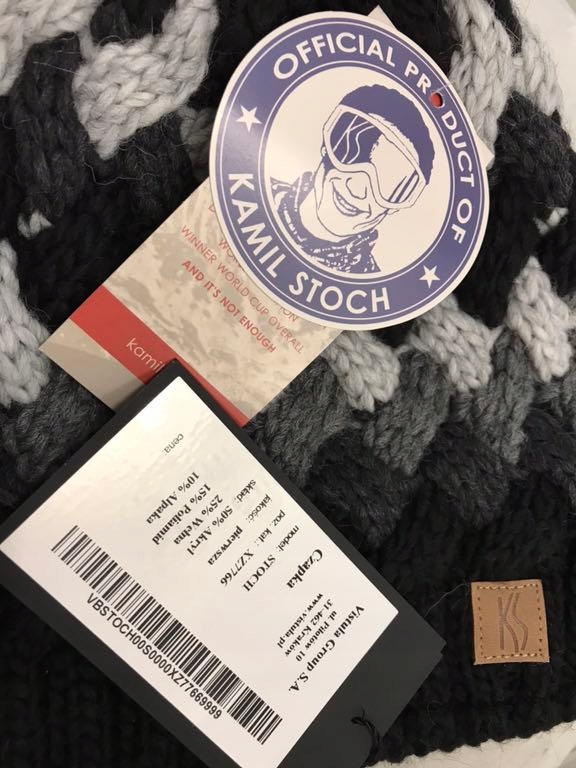 OFFICIAL PRODUCT OF
KAMIL STOCH
WINNER WORLD CUP OVERALL
AND IT'S NOT ENOUGH
kamil
Vistula Group S.A.
ul. Pilotów 10
31-462 Kraków
www.vistula.pl
Czapka
model: STOCH
poz. kat.: XZ7766
jakość: pierwsza
skład: 50% Akryl
25% Wełna
15% Poliamid
10% Alpaka
cena:
VBSTOCH00S0000XZ77669999
KS